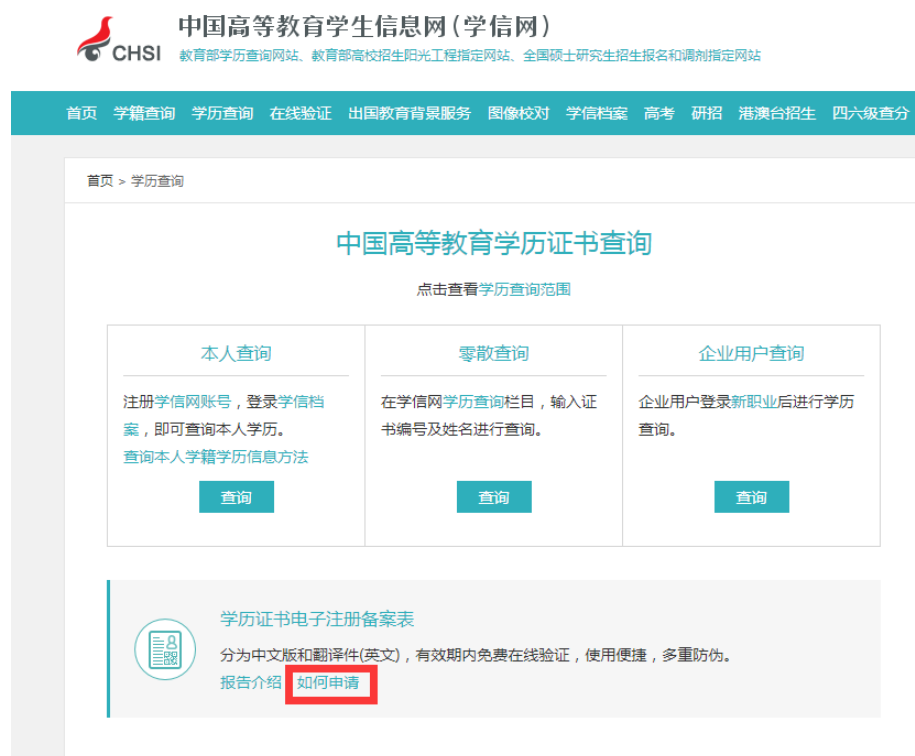 中国高等教育学生信息网(学信网)
CHSI
教育部学历查询网站、教育部高校招生阳光工程指定网站、全国硕士研究生招生报名和调剂指定网站
首页 学籍查询 学历查询 在线验证 出国教育背景服务 图像校对 学信档案 高考 研招 港澳台招生 四六级查分
首页 > 学历查询
中国高等教育学历证书查询
点击查看学历查询范围
本人查询
注册学信网账号，登录学信档
案，即可查询本人学历。
查询本人学籍学历信息方法
查询
零散查询
在学信网学历查询栏目，输入证
书编号及姓名进行查询。
查询
企业用户查询
企业用户登录新职业后进行学历
查询。
查询
学历证书电子注册备案表
分为中文版和翻译件(英文)，有效期内免费在线验证，使用便捷，多重防伪。
报告介绍 如何申请